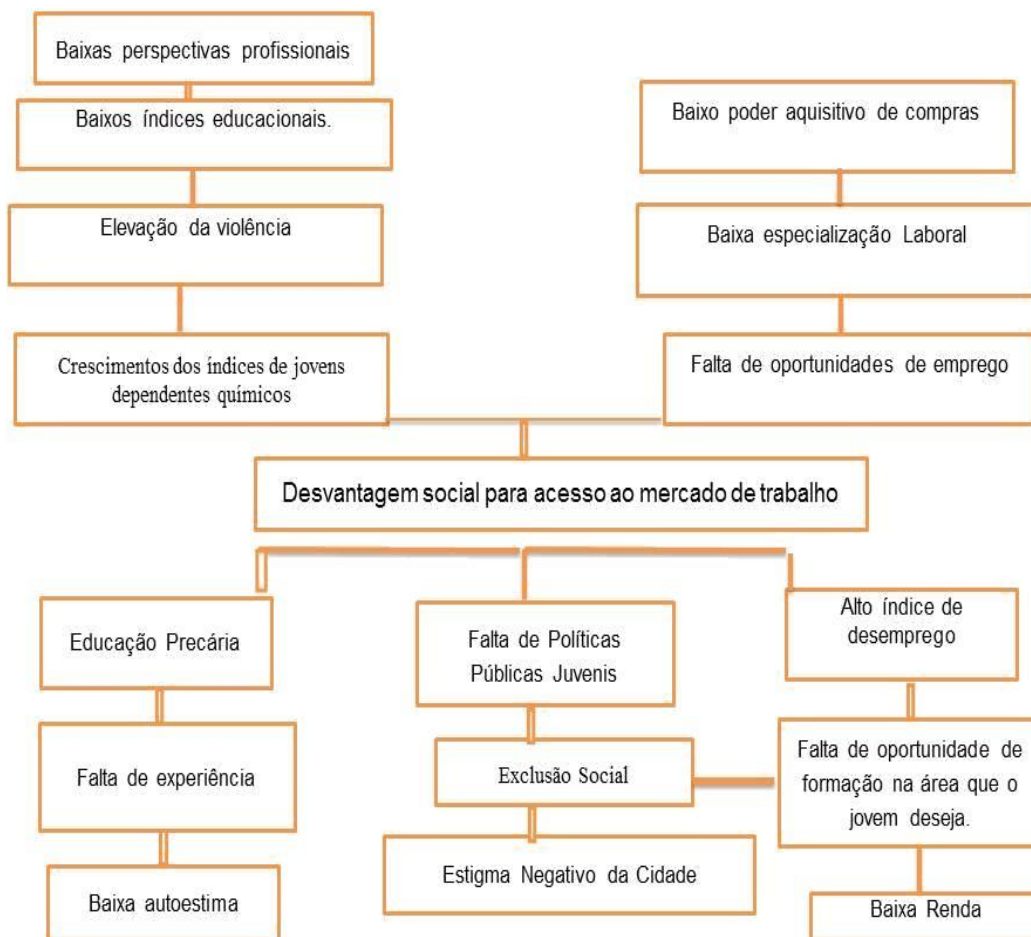 Baixas perspectivas profissionais
Baixos índices educacionais.
Baixo poder aquisitivo de compras
Elevação da violência
Baixa especialização Laboral
Crescimentos dos índices de jovens
dependentes químicos
Falta de oportunidades de emprego
Desvantagem social para acesso ao mercado de trabalho
Educação Precária
Falta de Políticas
Públicas Juvenis
Alto índice de
desemprego
Falta de experiência
Exclusão Social
Falta de oportunidade de
formação na área que o
jovem deseja.
Baixa autoestima
Estigma Negativo da Cidade
Baixa Renda